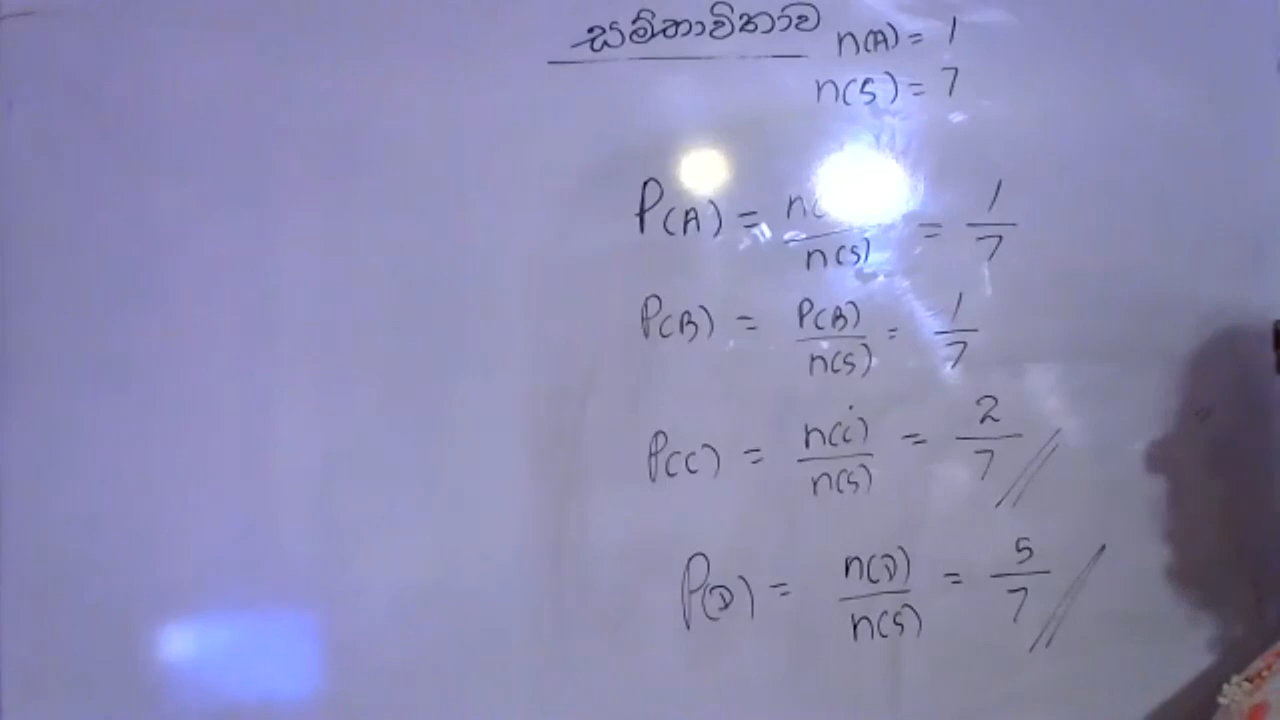 සම්භාවිතාව
n(A) = 1
n(S) = 7
P(A) = n( / n(S) = 1/7
P(B) = P(B)/n(S) = 1/7
P(C) = n(C)/n(S) = 2/7 //
P(D) = n(D)/n(S) = 5/7 //